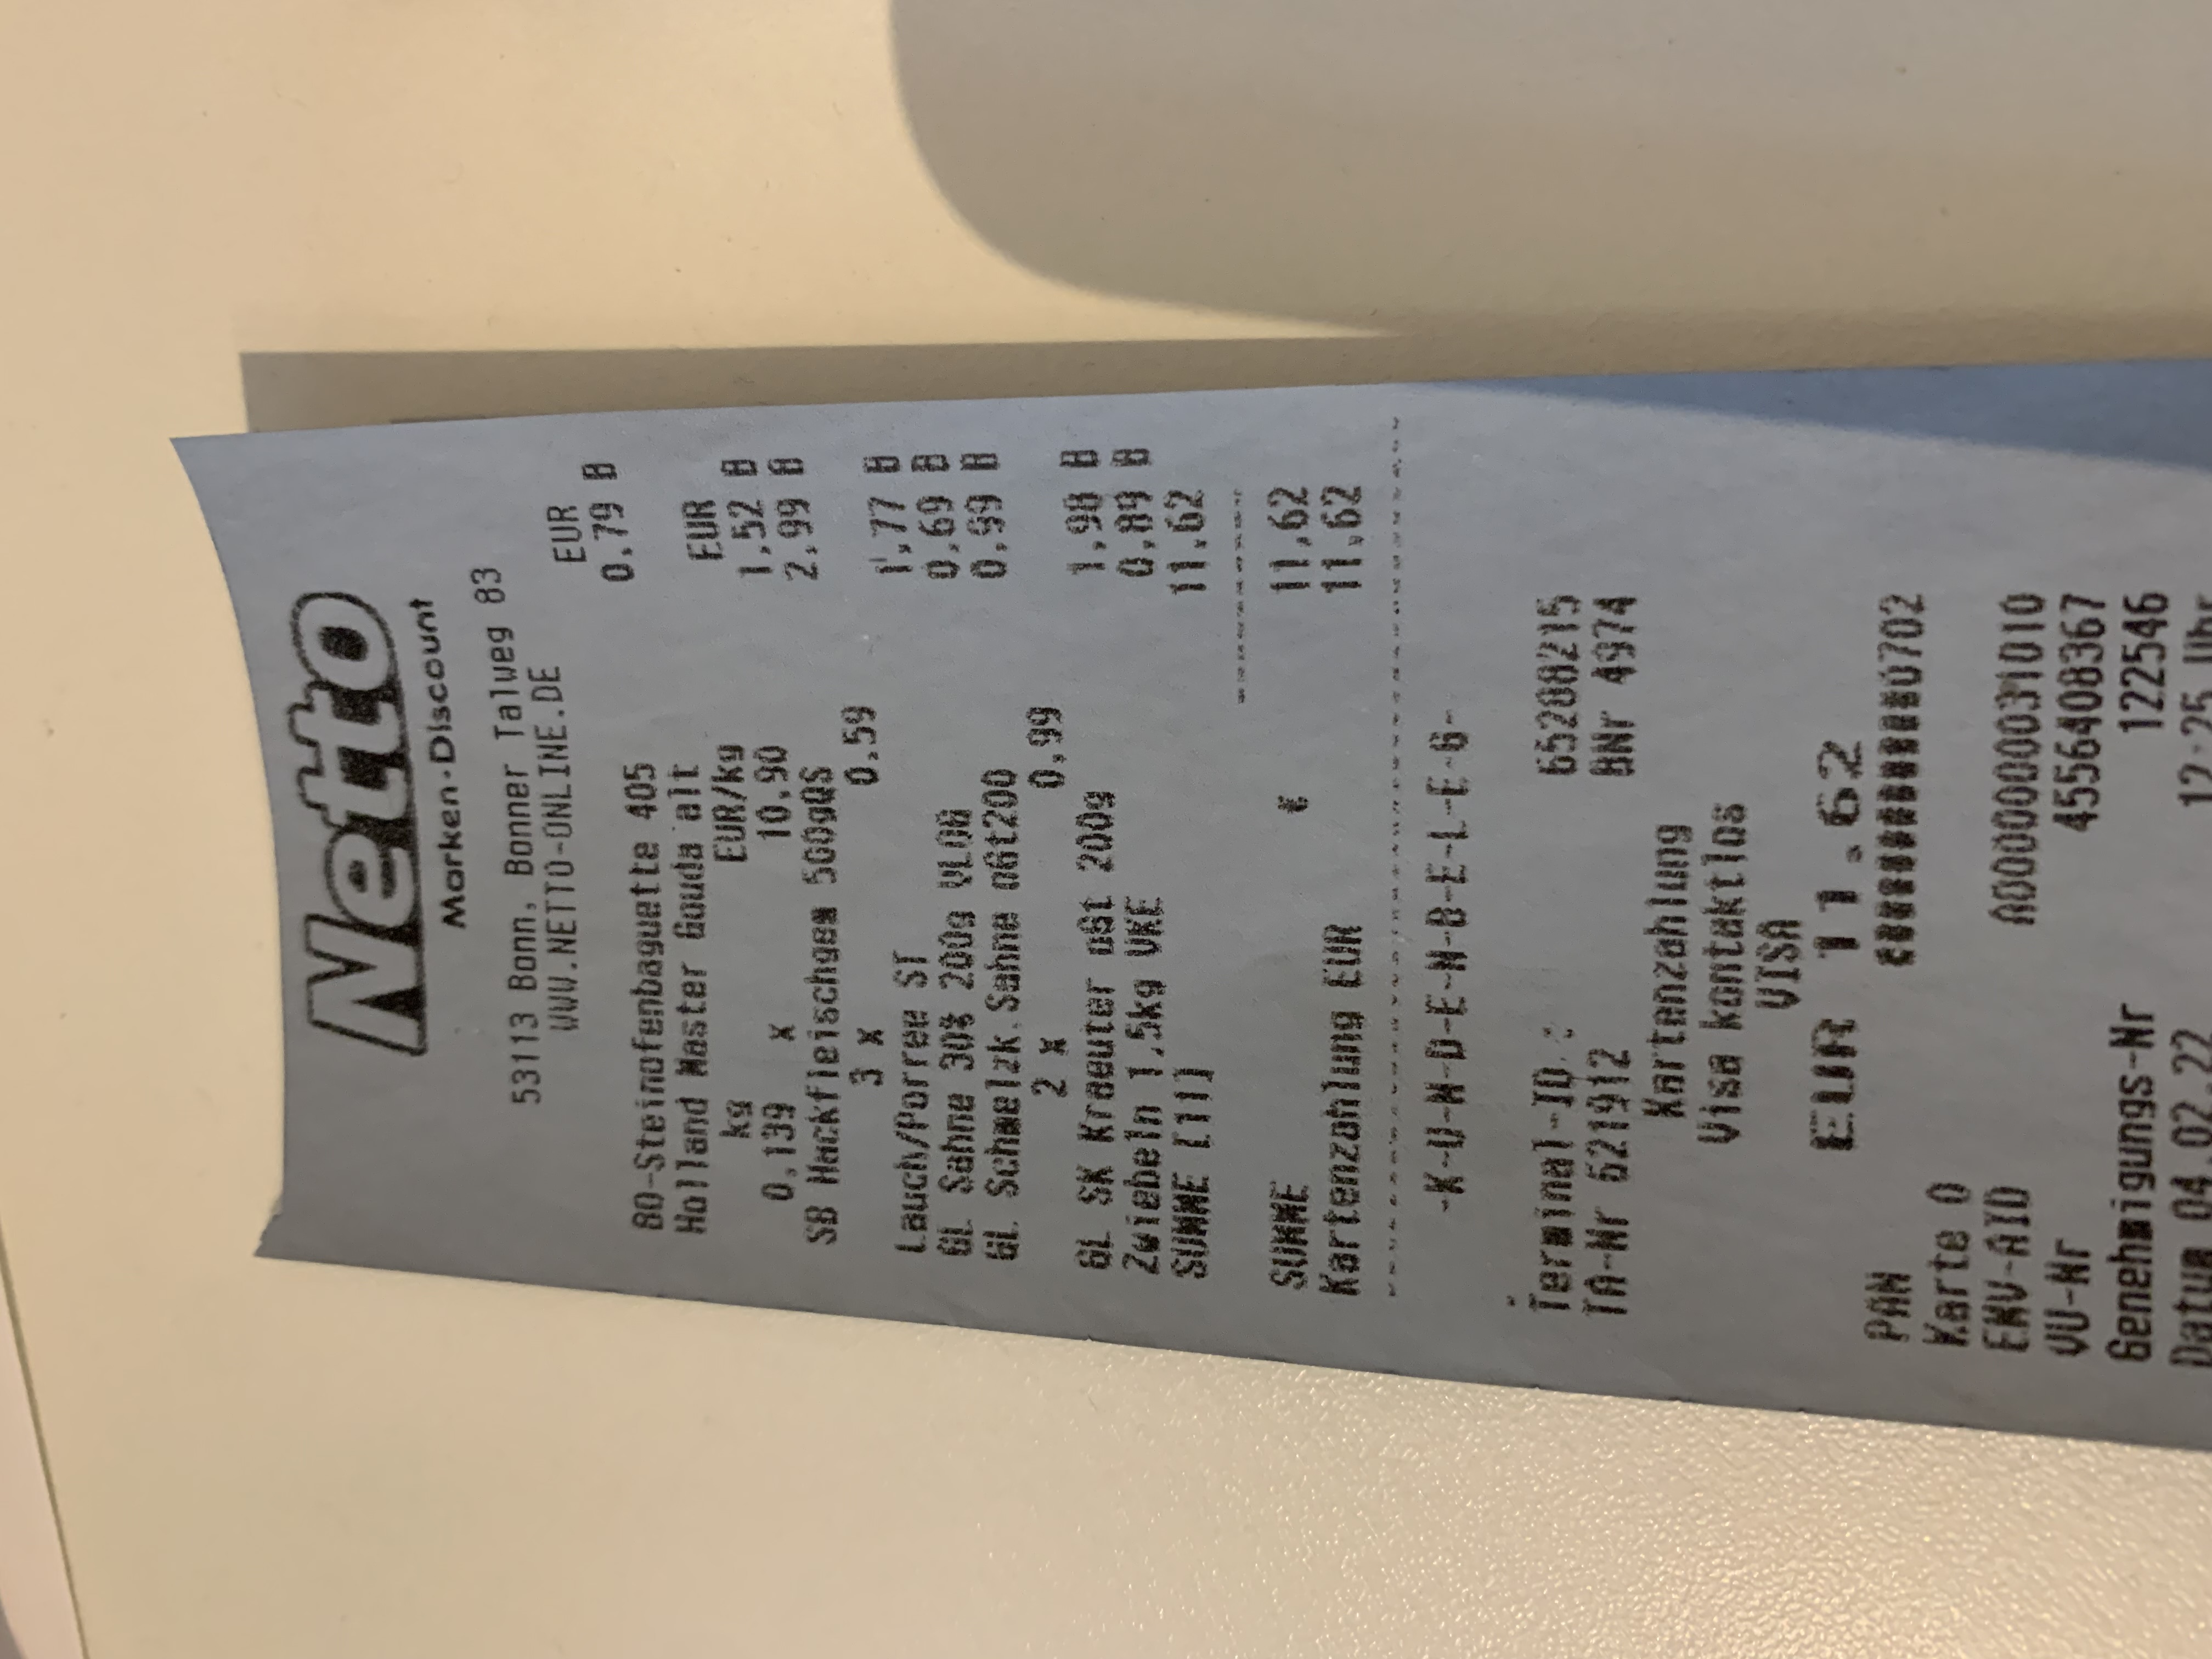 Netto
Marken-Discount
53113 Bonn, Bonner Talweg 83
WWW.NETTO-ONLINE.DE
EUR
BO-Steinofenbaguette 405 0,79 B
Holland Master Gouda alt
kg EUR/kg EUR
0,139 x 10,90 1,52 B
SB Hackfleischgem 500gQS 2,99 B
3 x 0,59
Lauch/Porree ST 1,77 B
GL Sahne 30% 200g VLOG 0,69 B
GL Schmelzk.Sahne oGt200 0,99 B
2 x 0,99
GL SK Kraeuter oGt 200g 1,98 B
Zwiebeln 1,5kg VKE 0,89 B
SUMME [11] 11,62
SUMME € 11,62
Kartenzahlung EUR 11,62
-K-U-N-D-E-N-B-E-L-E-G-
Terminal-ID : 65288215
TA-Nr 621912 BNr 4974
Kartenzahlung
Visa kontaktlos
VISA
EUR 11.62
PAN ############0702
Karte 0
EMV-AID A0000000031010
VU-Nr 4556408367
Genehmigungs-Nr 122546
Datum 04.02.22 12:25 Uhr